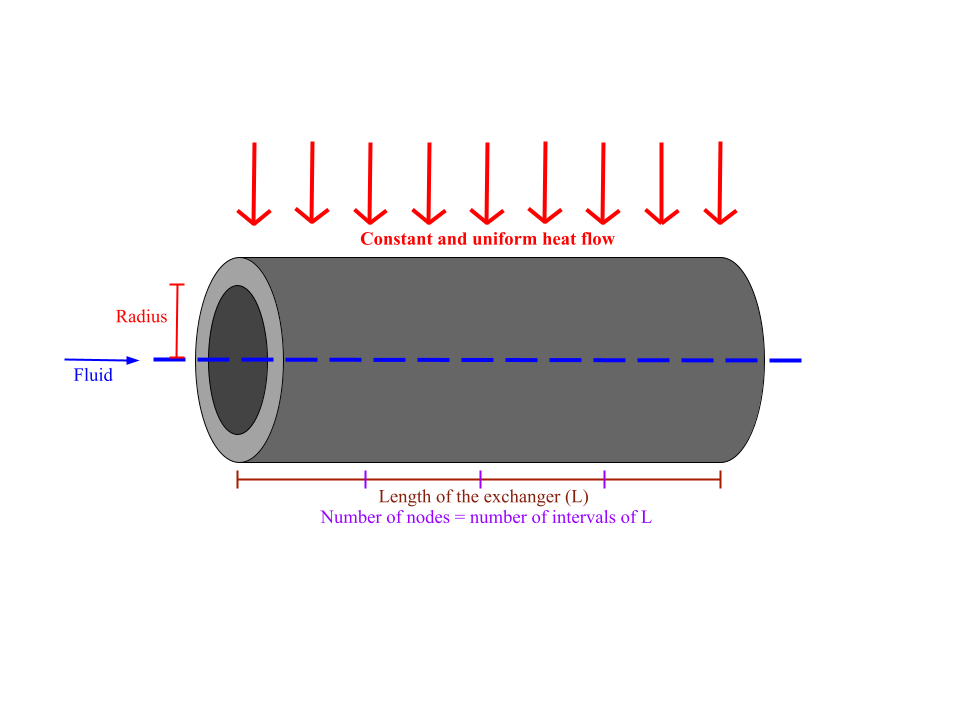 Constant and uniform heat flow
Radius
Fluid
Length of the exchanger (L)
Number of nodes = number of intervals of L